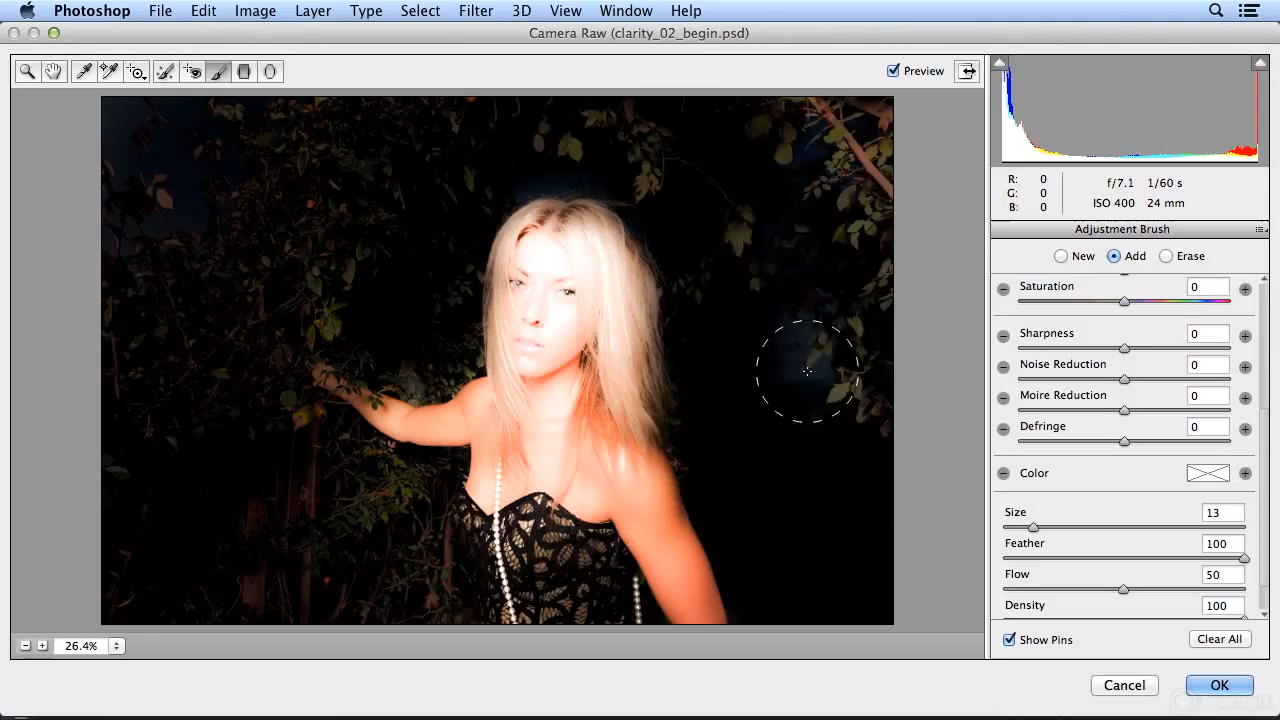 Photoshop File Edit Image Layer Type Select Filter 3D View Window Help
Camera Raw (clarity_02_begin.psd)
Preview
R: 0
G: 0
B: 0
f/7.1 1/60 s
ISO 400 24 mm
Adjustment Brush
New Add Erase
Saturation 0
Sharpness 0
Noise Reduction 0
Moire Reduction 0
Defringe 0
Color
Size 13
Feather 100
Flow 50
Density 100
Show Pins Clear All
26.4%
Cancel OK